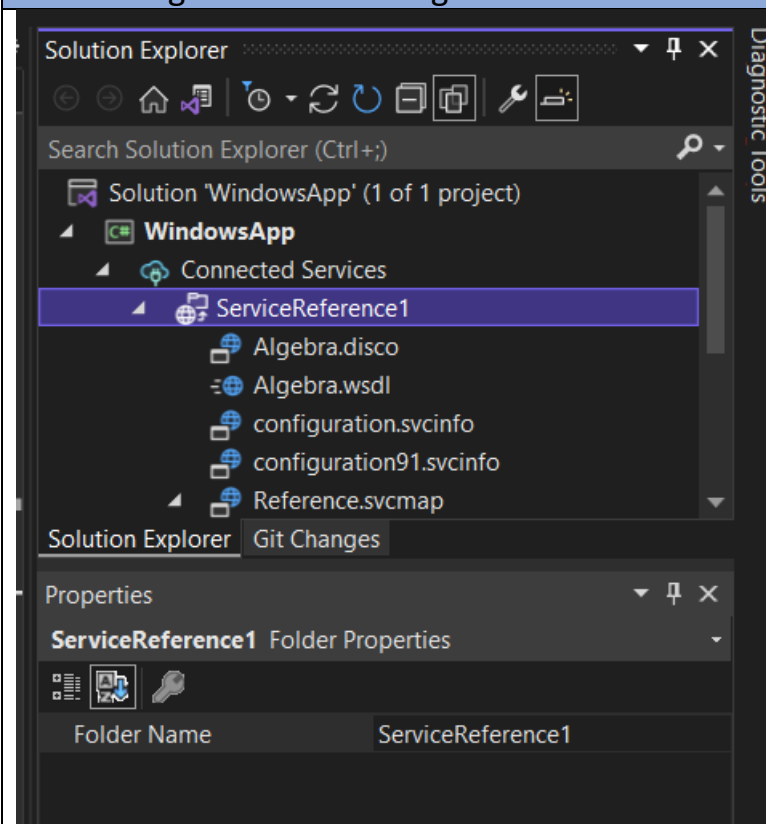 Solution Explorer
Search Solution Explorer (Ctrl+;)
Solution 'WindowsApp' (1 of 1 project)
C# WindowsApp
Connected Services
ServiceReference1
Algebra.disco
Algebra.wsdl
configuration.svcinfo
configuration91.svcinfo
Reference.svcmap
Solution Explorer Git Changes
Properties
ServiceReference1 Folder Properties
Folder Name ServiceReference1
Diagnostic Tools